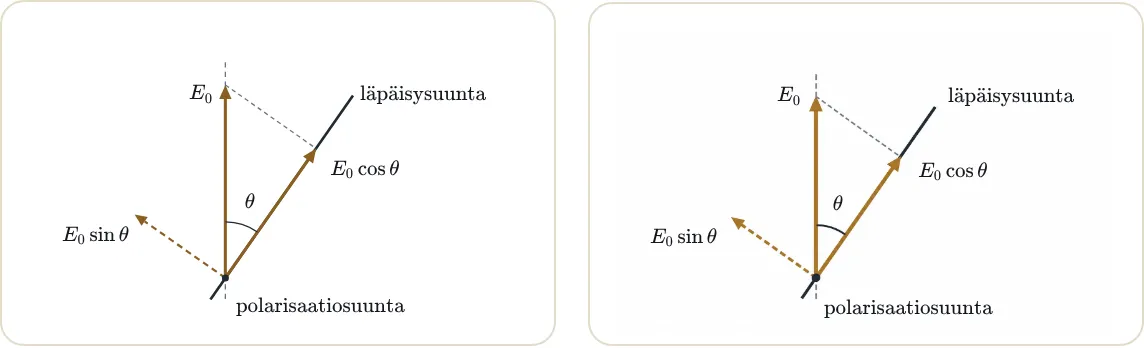 E₀
läpäisysuunta
E₀ cos θ
θ
E₀ sin θ
polarisaatiosuunta
E₀
läpäisysuunta
E₀ cos θ
θ
E₀ sin θ
polarisaatiosuunta